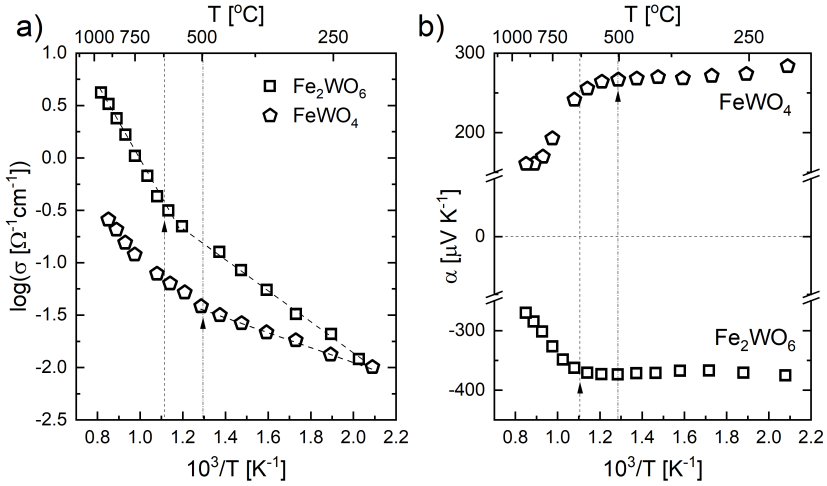 a)
T [ºC]
1000 750 500 250
1.0
0.5
0.0
-0.5
-1.0
-1.5
-2.0
-2.5
log(σ [Ω⁻¹cm⁻¹])
Fe₂WO₆
FeWO₄
0.8 1.0 1.2 1.4 1.6 1.8 2.0 2.2
10³/T [K⁻¹]
b)
T [ºC]
1000 750 500 250
300
200
0
-300
-400
α [μV K⁻¹]
FeWO₄
Fe₂WO₆
0.8 1.0 1.2 1.4 1.6 1.8 2.0 2.2
10³/T [K⁻¹]